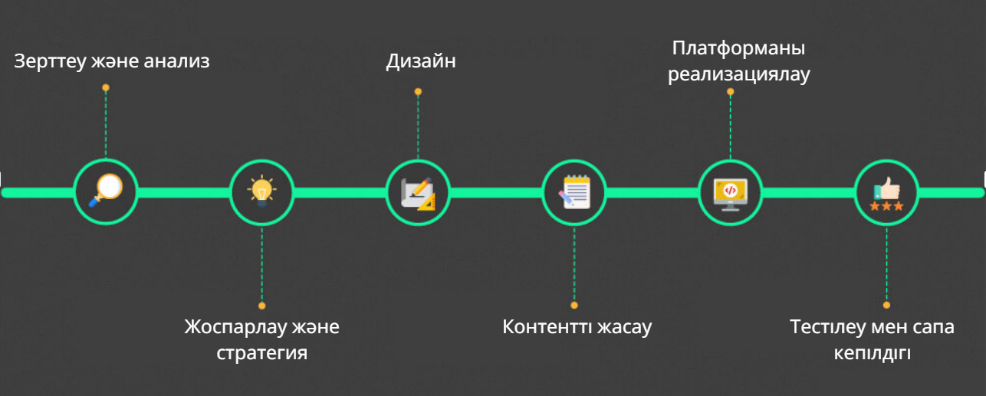 Зерттеу және анализ
Жоспарлау және
стратегия
Дизайн
Контентті жасау
Платформаны
реализациялау
Тестілеу мен сапа
кепілдігі